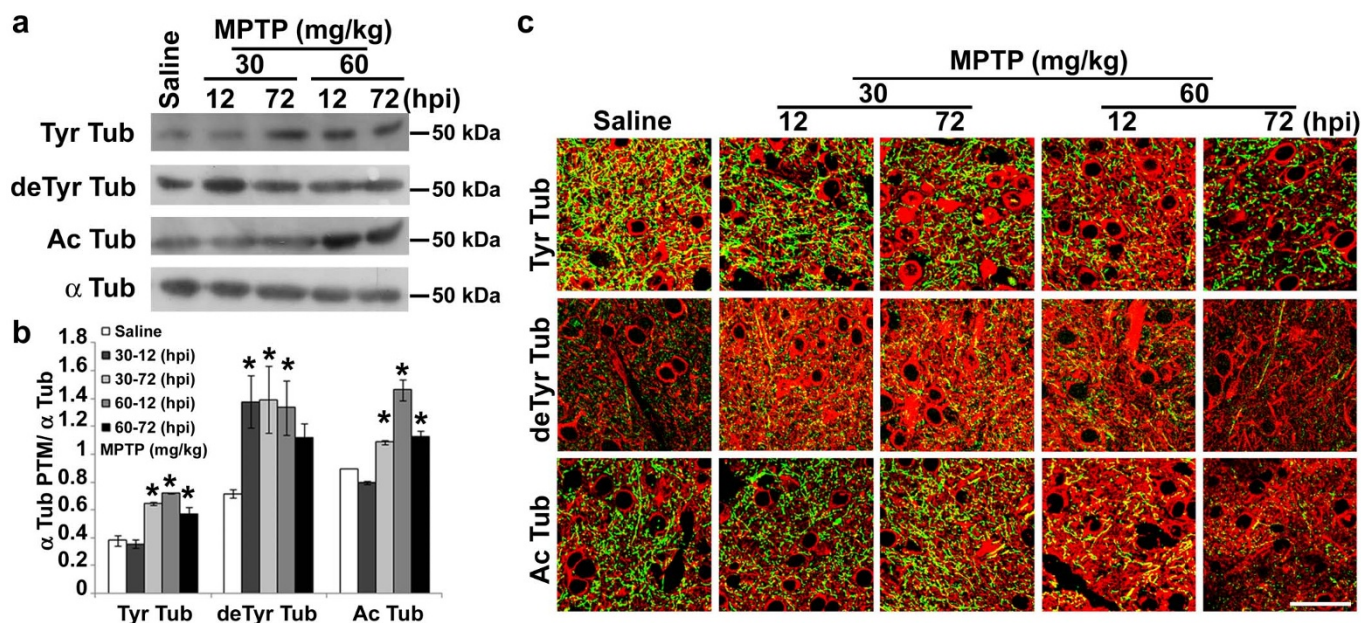 a
MPTP (mg/kg)
Saline
30 60
12 72 12 72 (hpi)
Tyr Tub 50 kDa
deTyr Tub 50 kDa
Ac Tub 50 kDa
α Tub 50 kDa
b
α Tub PTM/ α Tub
1.8
1.6
1.4
1.2
1
0.8
0.6
0.4
0.2
0
Saline
30-12 (hpi)
30-72 (hpi)
60-12 (hpi)
60-72 (hpi)
MPTP (mg/kg)
* * *
* * *
* * *
Tyr Tub deTyr Tub Ac Tub
c
MPTP (mg/kg)
30 60
Saline 12 72 12 72 (hpi)
Tyr Tub
deTyr Tub
Ac Tub